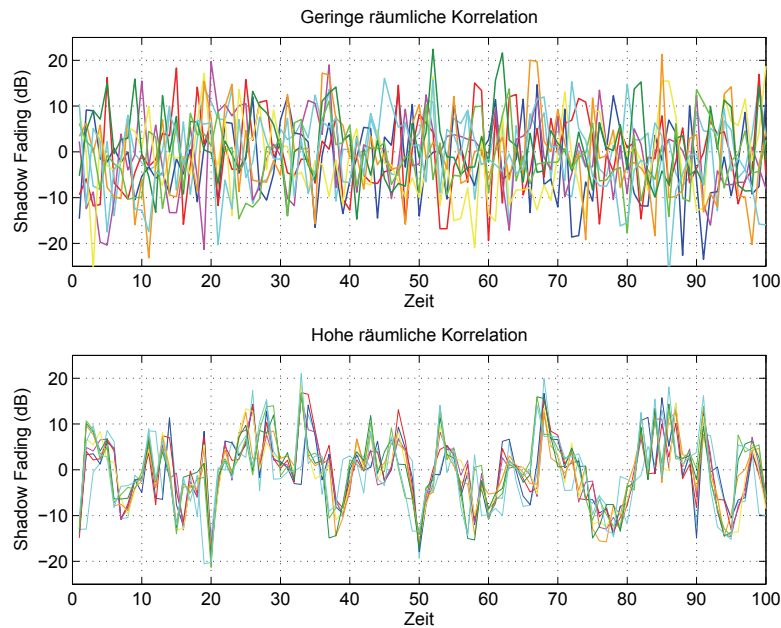 Geringe räumliche Korrelation
Shadow Fading (dB)
20
10
0
−10
−20
0 10 20 30 40 50 60 70 80 90 100
Zeit
Hohe räumliche Korrelation
Shadow Fading (dB)
20
10
0
−10
−20
0 10 20 30 40 50 60 70 80 90 100
Zeit